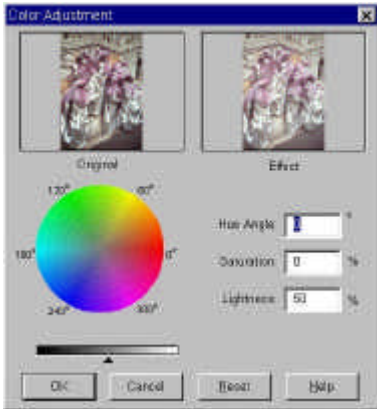 Color Adjustment
Original
Effect
120°
60°
180°
0°
240°
300°
Hue Angle 0 °
Saturation 0 %
Lightness 50 %
OK
Cancel
Reset
Help